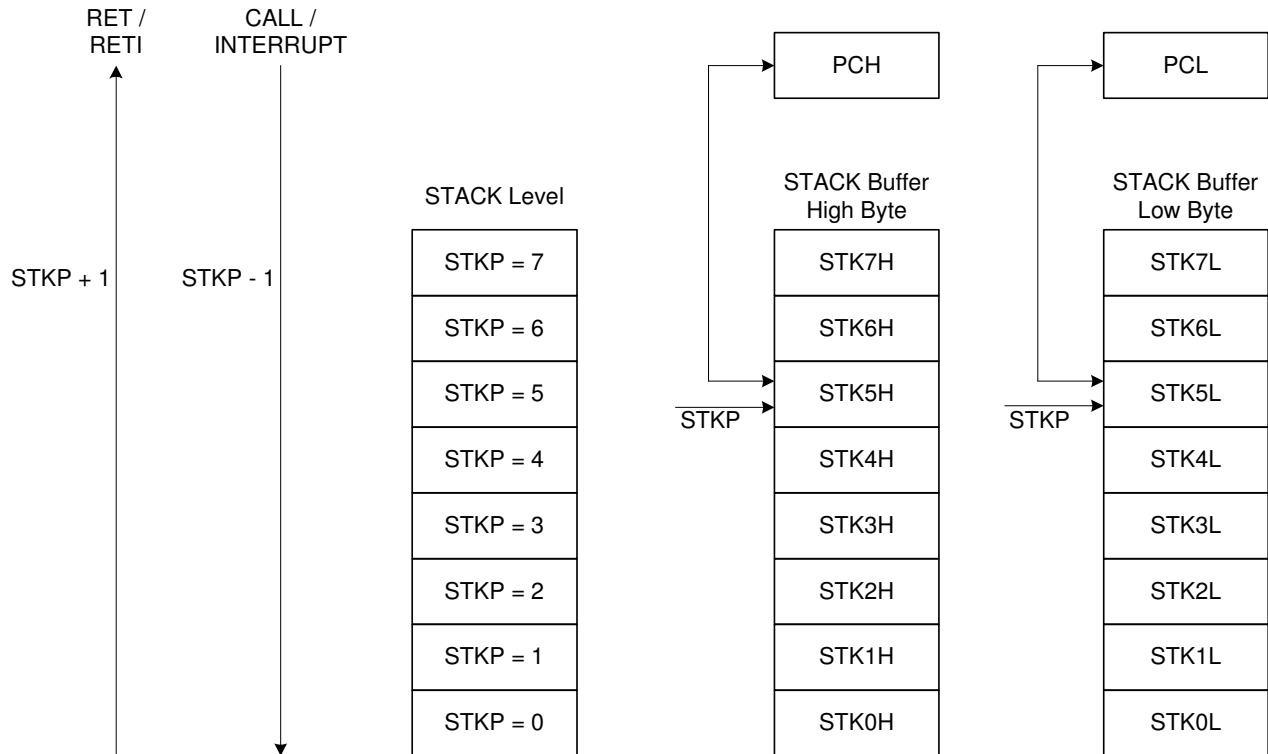 RET /
RETI
CALL /
INTERRUPT
PCH
PCL
STACK Level
STACK Buffer
High Byte
STACK Buffer
Low Byte
STKP + 1
STKP - 1
STKP = 7
STK7H
STK7L
STKP = 6
STK6H
STK6L
STKP = 5
STK5H
STK5L
STKP
STKP
STKP = 4
STK4H
STK4L
STKP = 3
STK3H
STK3L
STKP = 2
STK2H
STK2L
STKP = 1
STK1H
STK1L
STKP = 0
STK0H
STK0L